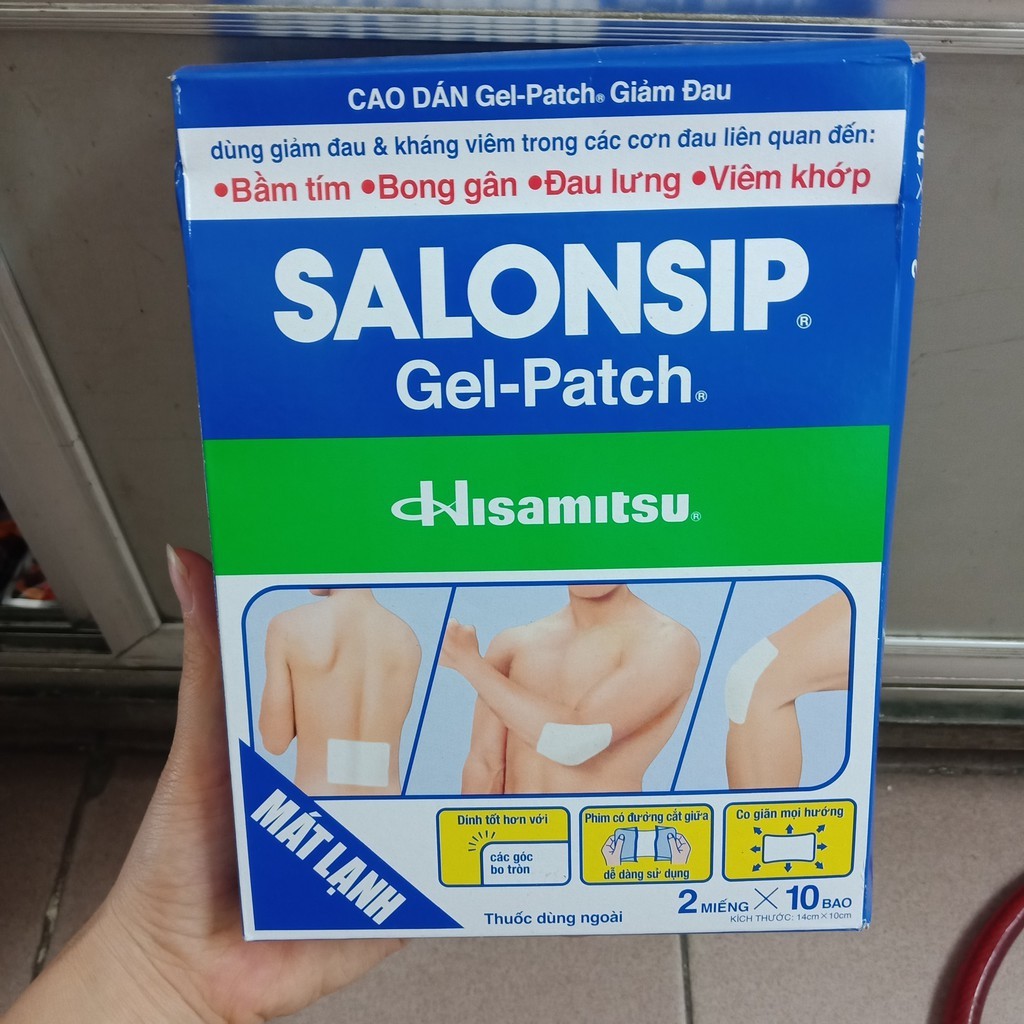 CAO DÁN Gel-Patch® Giảm Đau
dùng giảm đau & kháng viêm trong các cơn đau liên quan đến:
•Bầm tím •Bong gân •Đau lưng •Viêm khớp
SALONSIP®
Gel-Patch®
Hisamitsu®
MÁT LẠNH
Dính tốt hơn với
các góc
bo tròn
Phim có đường cắt giữa
dễ dàng sử dụng
Co giãn mọi hướng
Thuốc dùng ngoài
2 MIẾNG × 10 BAO
KÍCH THƯỚC: 14cm×10cm